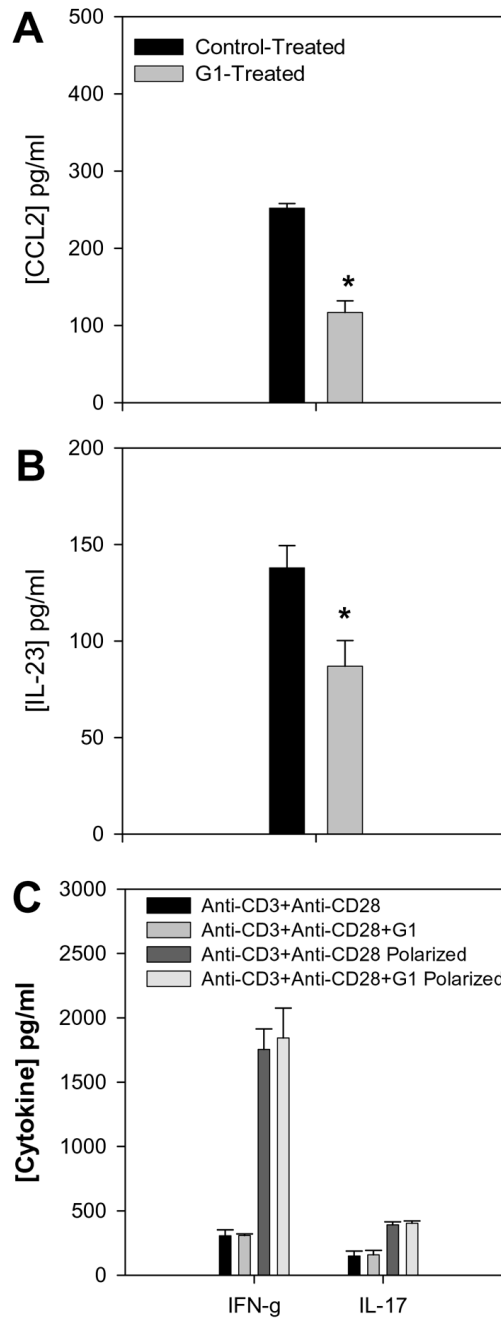 A
500
400
300
200
100
0
[CCL2] pg/ml
Control-Treated
G1-Treated
*
B
200
150
100
50
0
[IL-23] pg/ml
*
C
3000
2500
2000
1500
1000
500
0
[Cytokine] pg/ml
Anti-CD3+Anti-CD28
Anti-CD3+Anti-CD28+G1
Anti-CD3+Anti-CD28 Polarized
Anti-CD3+Anti-CD28+G1 Polarized
IFN-g IL-17